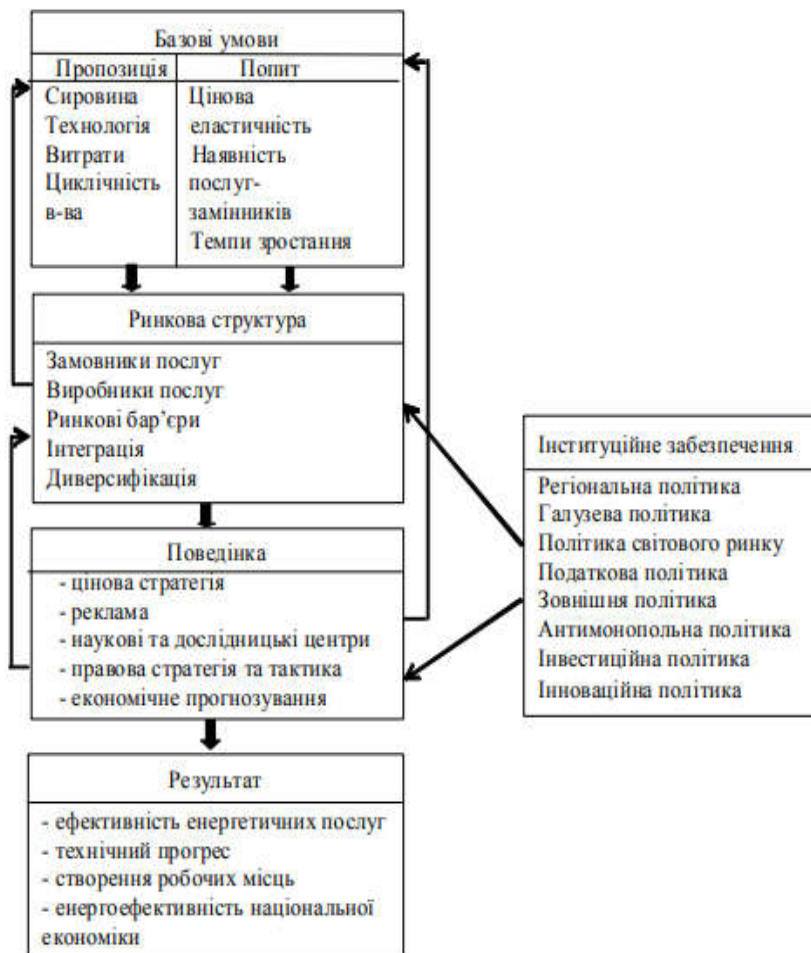 Базові умови
Пропозиція
Попит
Сировина
Технологія
Витрати
Циклічність
в-ва
Цінова
еластичність
Наявність
послуг-
замінників
Темпи зростання
Ринкова структура
Замовники послуг
Виробники послуг
Ринкові бар’єри
Інтеграція
Диверсифікація
Поведінка
- цінова стратегія
- реклама
- наукові та дослідницькі центри
- правова стратегія та тактика
- економічне прогнозування
Результат
- ефективність енергетичних послуг
- технічний прогрес
- створення робочих місць
- енергоефективність національної
економіки
Інституційне забезпечення
Регіональна політика
Галузева політика
Політика світового ринку
Податкова політика
Зовнішня політика
Антимонопольна політика
Інвестиційна політика
Інноваційна політика